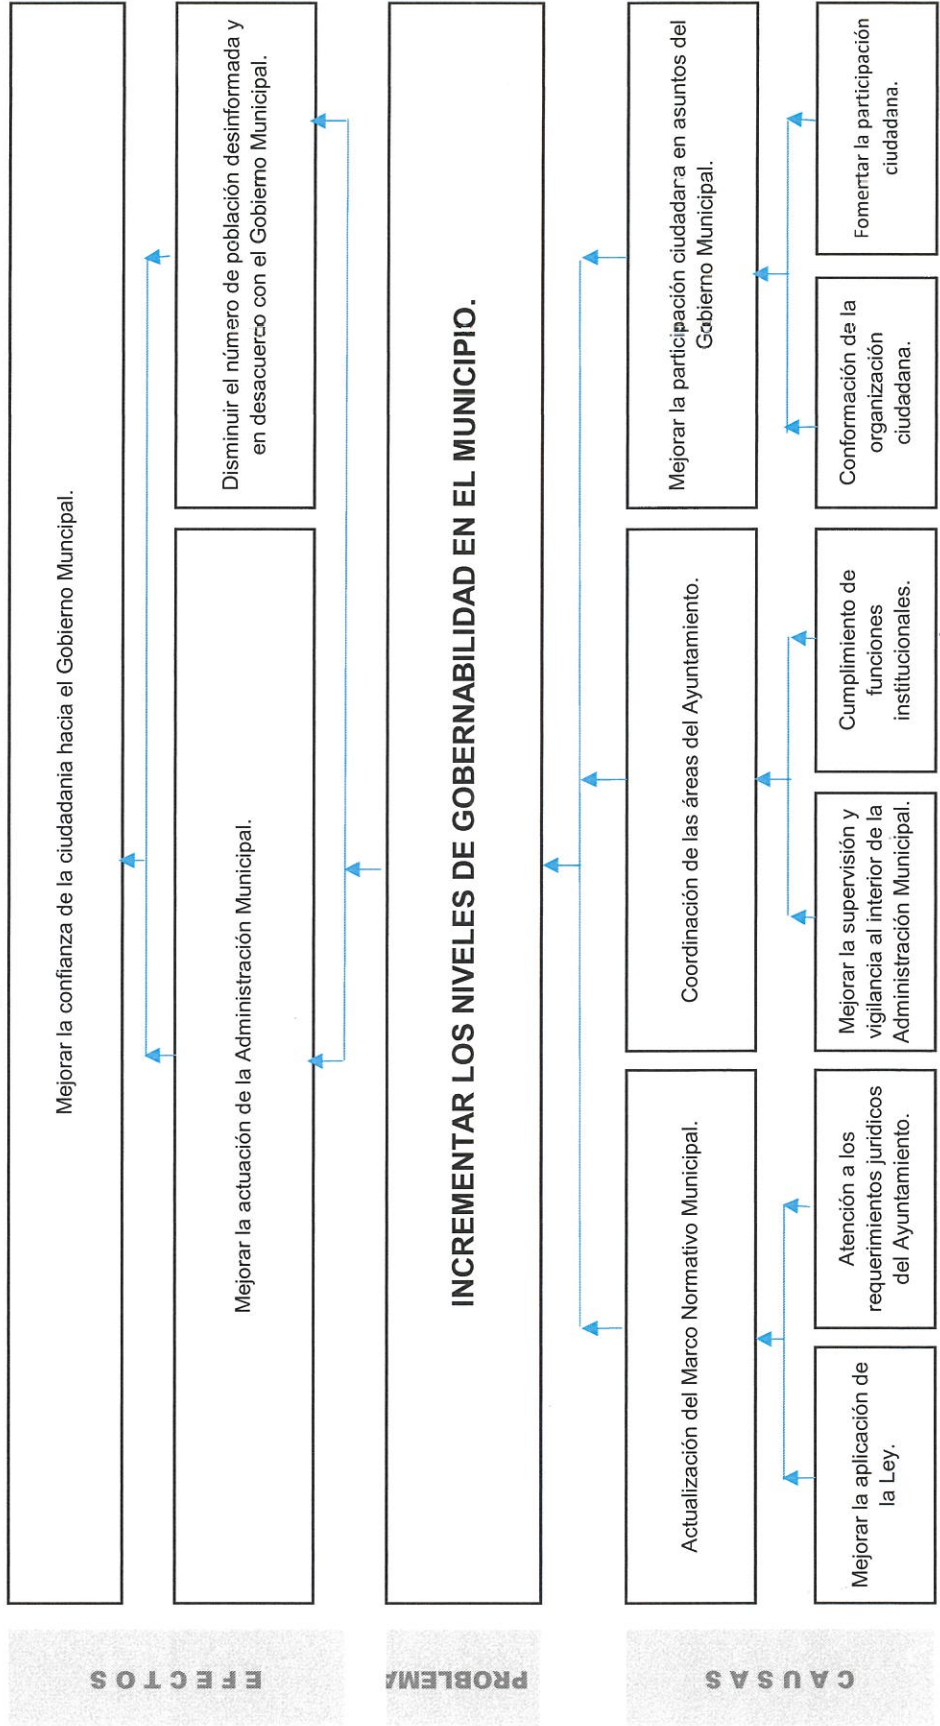 EFECTOS
Mejorar la confianza de la ciudadania hacia el Gobierno Muncipal.
Mejorar la actuación de la Administración Municipal.
Disminuir el número de población desinformada y
en desacuerdo con el Gobierno Municipal.
PROBLEMA
INCREMENTAR LOS NIVELES DE GOBERNABILIDAD EN EL MUNICIPIO.
CAUSAS
Actualización del Marco Normativo Municipal.
Coordinación de las áreas del Ayuntamiento.
Mejorar la participación ciudadana en asuntos del
Gobierno Municipal.
Mejorar la aplicación de
la Ley.
Atención a los
requerimientos juridicos
del Ayuntamiento.
Mejorar la supervisión y
vigilancia al interior de la
Administración Municipal.
Cumplimiento de
funciones
institucionales.
Conformación de la
organización
ciudadana.
Fomentar la participación
ciudadana.